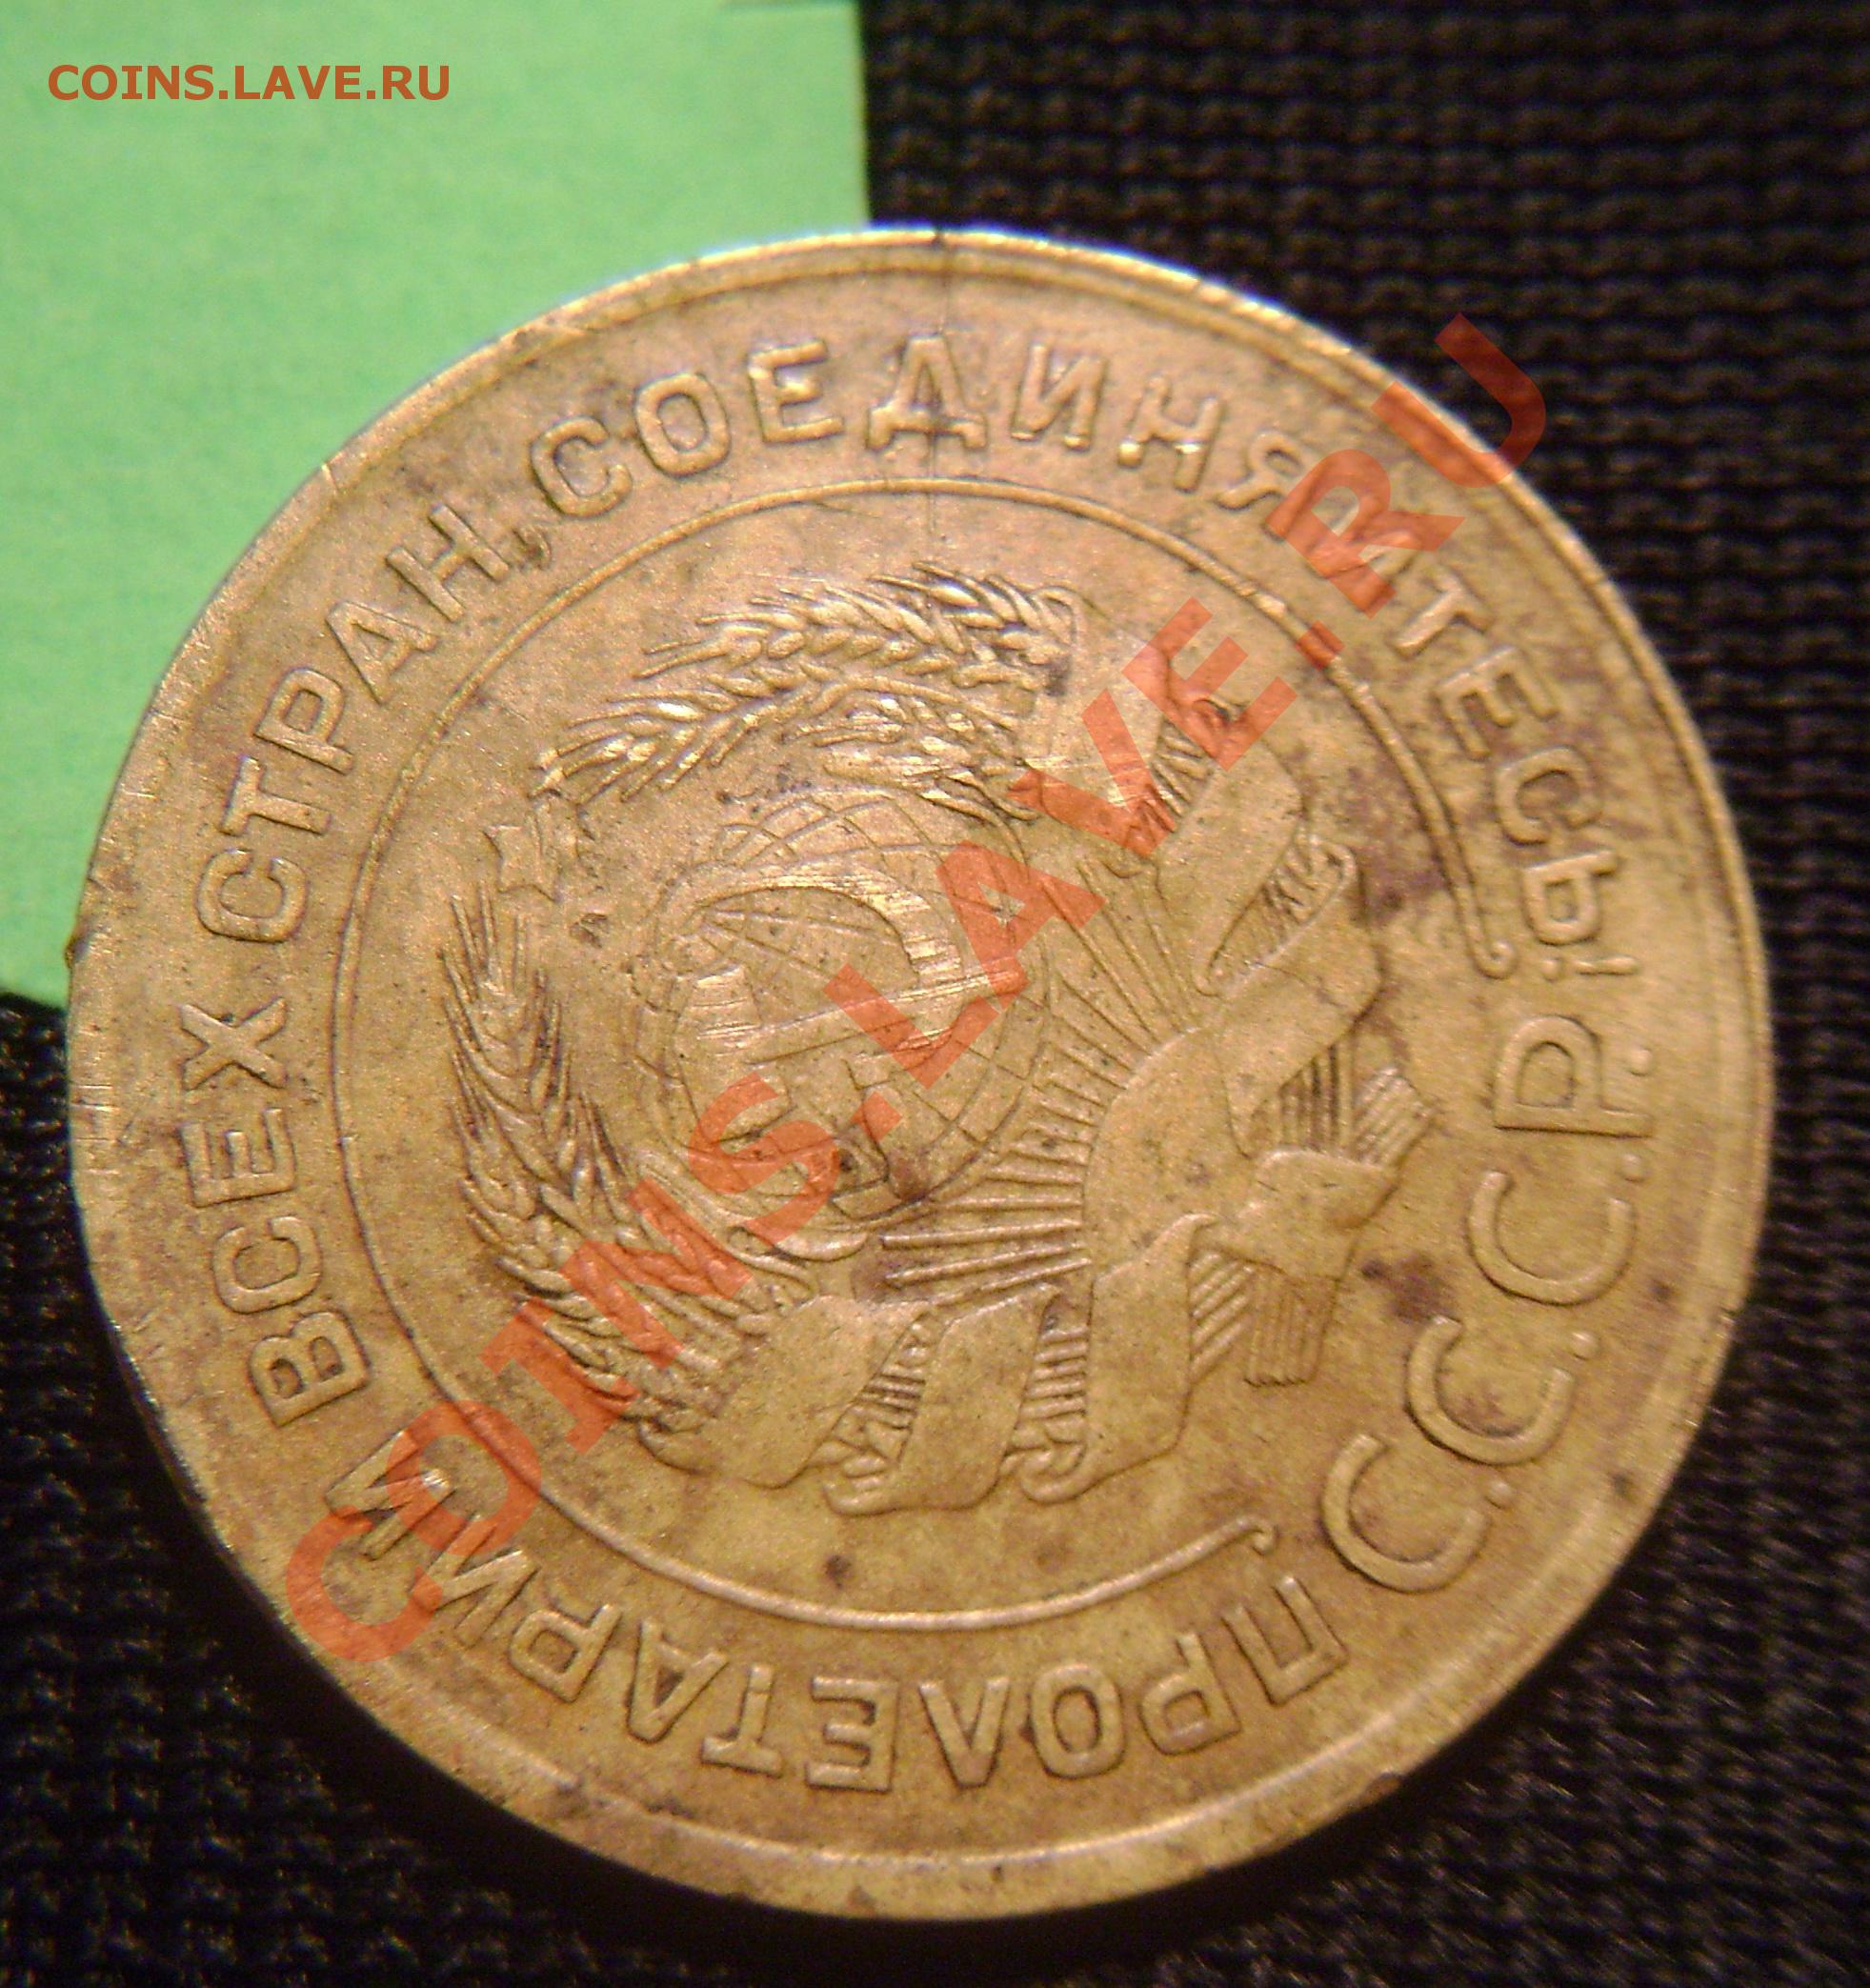 COINS.LAVE.RU
ПРОЛЕТАРИИ ВСЕХ СТРАН, СОЕДИНЯЙТЕСЬ!
С.С.С.Р.
COINS.LAVE.RU